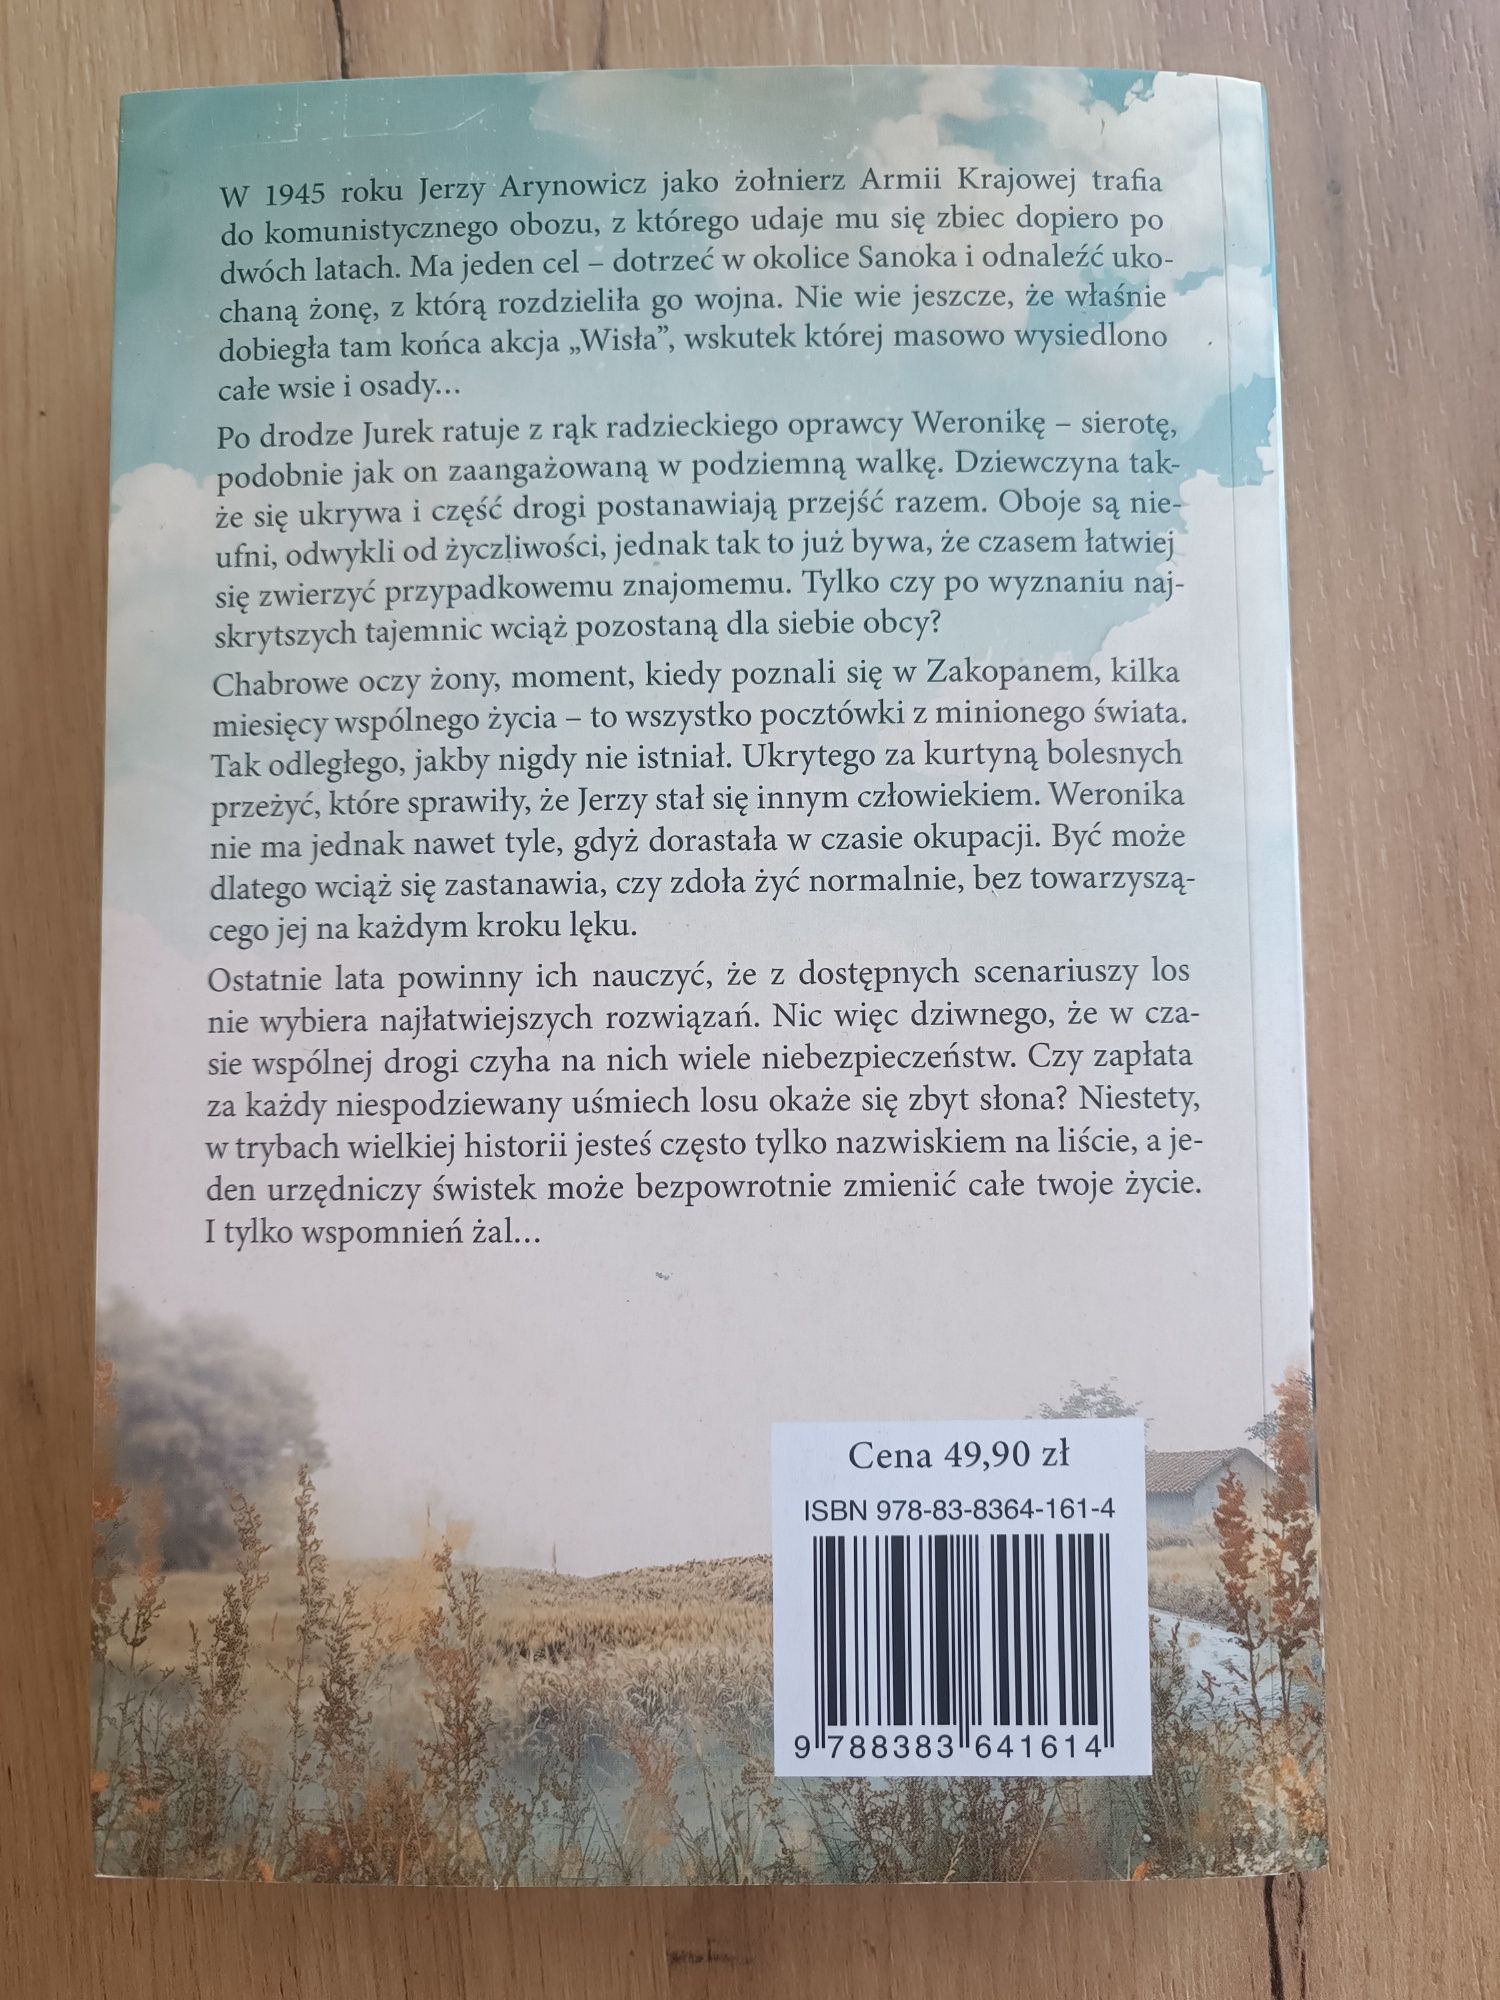 W 1945 roku Jerzy Arynowicz jako żołnierz Armii Krajowej trafia
do komunistycznego obozu, z którego udaje mu się zbiec dopiero po
dwóch latach. Ma jeden cel – dotrzeć w okolice Sanoka i odnaleźć uko-
chaną żonę, z którą rozdzieliła go wojna. Nie wie jeszcze, że właśnie
dobiegła tam końca akcja „Wisła”, wskutek której masowo wysiedlono
całe wsie i osady…
Po drodze Jurek ratuje z rąk radzieckiego oprawcy Weronikę – sierotę,
podobnie jak on zaangażowaną w podziemną walkę. Dziewczyna tak-
że się ukrywa i część drogi postanawiają przejść razem. Oboje są nie-
ufni, odwykli od życzliwości, jednak tak to już bywa, że czasem łatwiej
się zwierzyć przypadkowemu znajomemu. Tylko czy po wyznaniu naj-
skrytszych tajemnic wciąż pozostaną dla siebie obcy?
Chabrowe oczy żony, moment, kiedy poznali się w Zakopanem, kilka
miesięcy wspólnego życia – to wszystko pocztówki z minionego świata.
Tak odległego, jakby nigdy nie istniał. Ukrytego za kurtyną bolesnych
przeżyć, które sprawiły, że Jerzy stał się innym człowiekiem. Weronika
nie ma jednak nawet tyle, gdyż dorastała w czasie okupacji. Być może
dlatego wciąż się zastanawia, czy zdoła żyć normalnie, bez towarzyszą-
cego jej na każdym kroku lęku.
Ostatnie lata powinny ich nauczyć, że z dostępnych scenariuszy los
nie wybiera najłatwiejszych rozwiązań. Nic więc dziwnego, że w cza-
sie wspólnej drogi czyha na nich wiele niebezpieczeństw. Czy zapłata
za każdy niespodziewany uśmiech losu okaże się zbyt słona? Niestety,
w trybach wielkiej historii jesteś często tylko nazwiskiem na liście, a je-
den urzędniczy świstek może bezpowrotnie zmienić całe twoje życie.
I tylko wspomnień żal…
Cena 49,90 zł
ISBN 978-83-8364-161-4
9 788383 641614